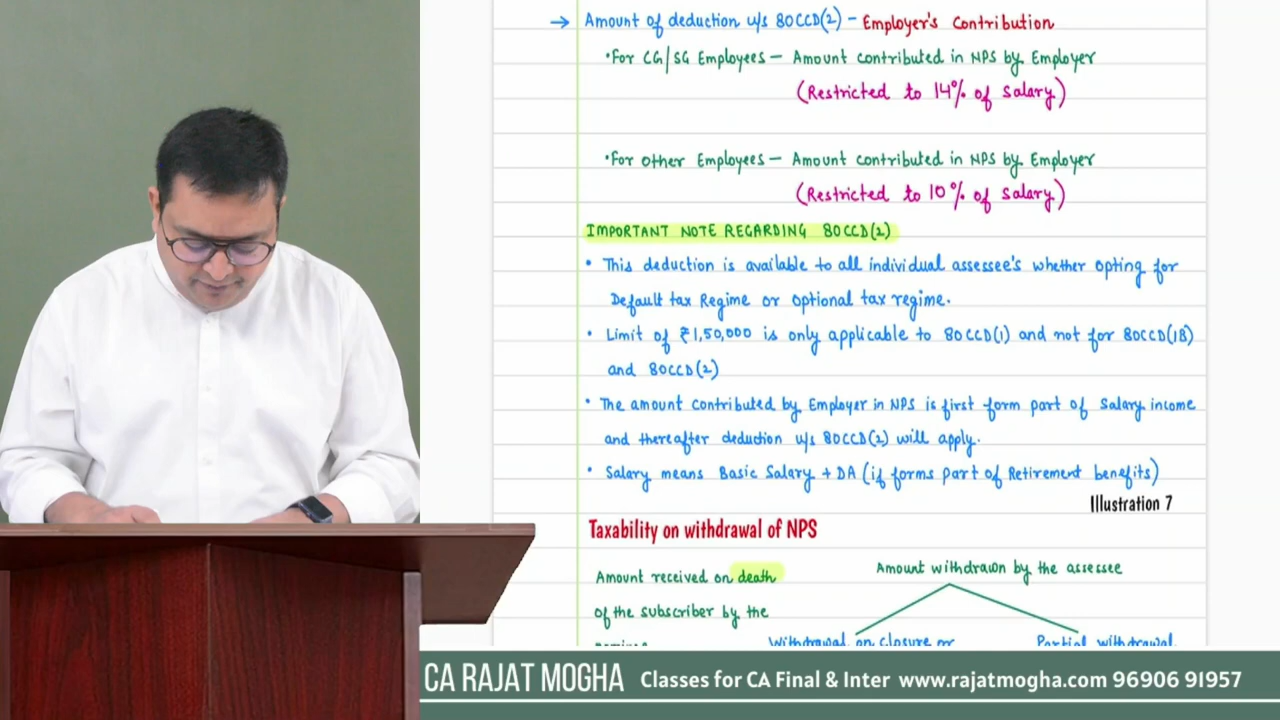 → Amount of deduction u/s 80CCD(2) - Employer's Contribution
•For CG/SG Employees — Amount contributed in NPS by Employer
(Restricted to 14% of salary)
•For other Employees — Amount contributed in NPS by Employer
(Restricted to 10% of salary)
IMPORTANT NOTE REGARDING 80CCD(2)
• This deduction is available to all individual assessee's whether opting for
Default tax Regime or optional tax regime.
• Limit of ₹1,50,000 is only applicable to 80CCD(1) and not for 80CCD(1B)
and 80CCD(2)
• The amount contributed by Employer in NPS is first form part of salary income
and thereafter deduction u/s 80CCD(2) will apply.
• Salary means Basic Salary + DA (if forms part of Retirement benefits)
Illustration 7
Taxability on withdrawal of NPS
Amount received on death
of the subscriber by the
Amount withdrawn by the assessee
Withdrawal on closure or
Partial withdrawal
CA RAJAT MOGHA Classes for CA Final & Inter www.rajatmogha.com 96906 91957